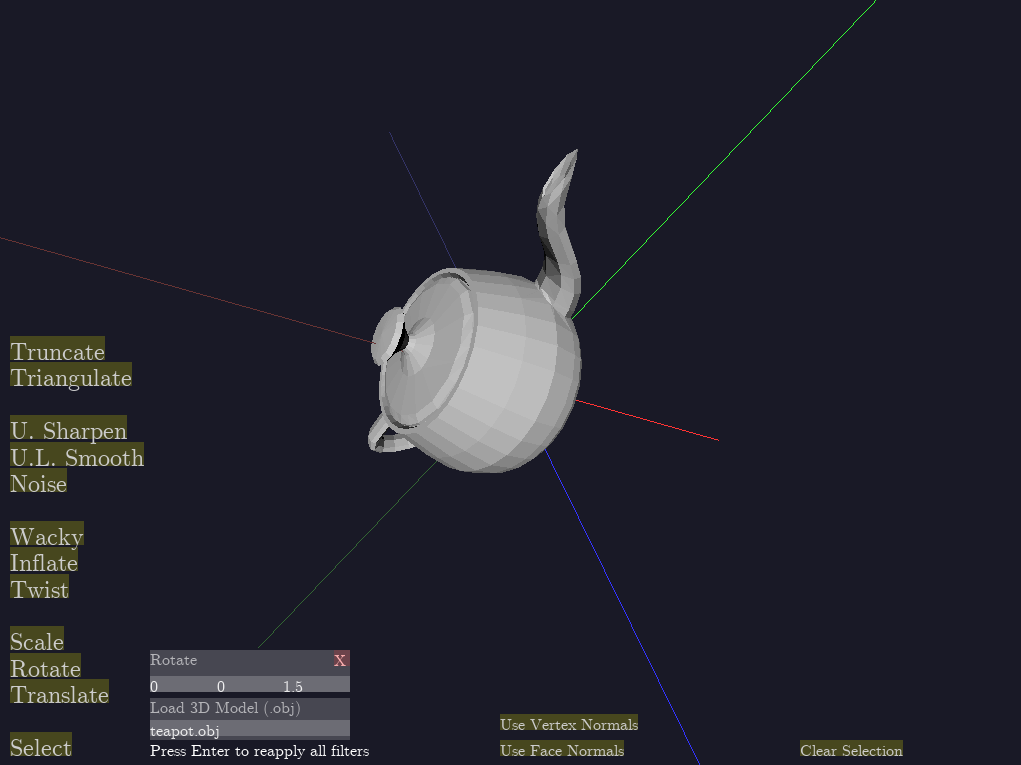 Truncate
Triangulate
U. Sharpen
U.L. Smooth
Noise
Wacky
Inflate
Twist
Scale
Rotate
Translate
Select
Rotate X
0 0 1.5
Load 3D Model (.obj)
teapot.obj
Press Enter to reapply all filters
Use Vertex Normals
Use Face Normals
Clear Selection